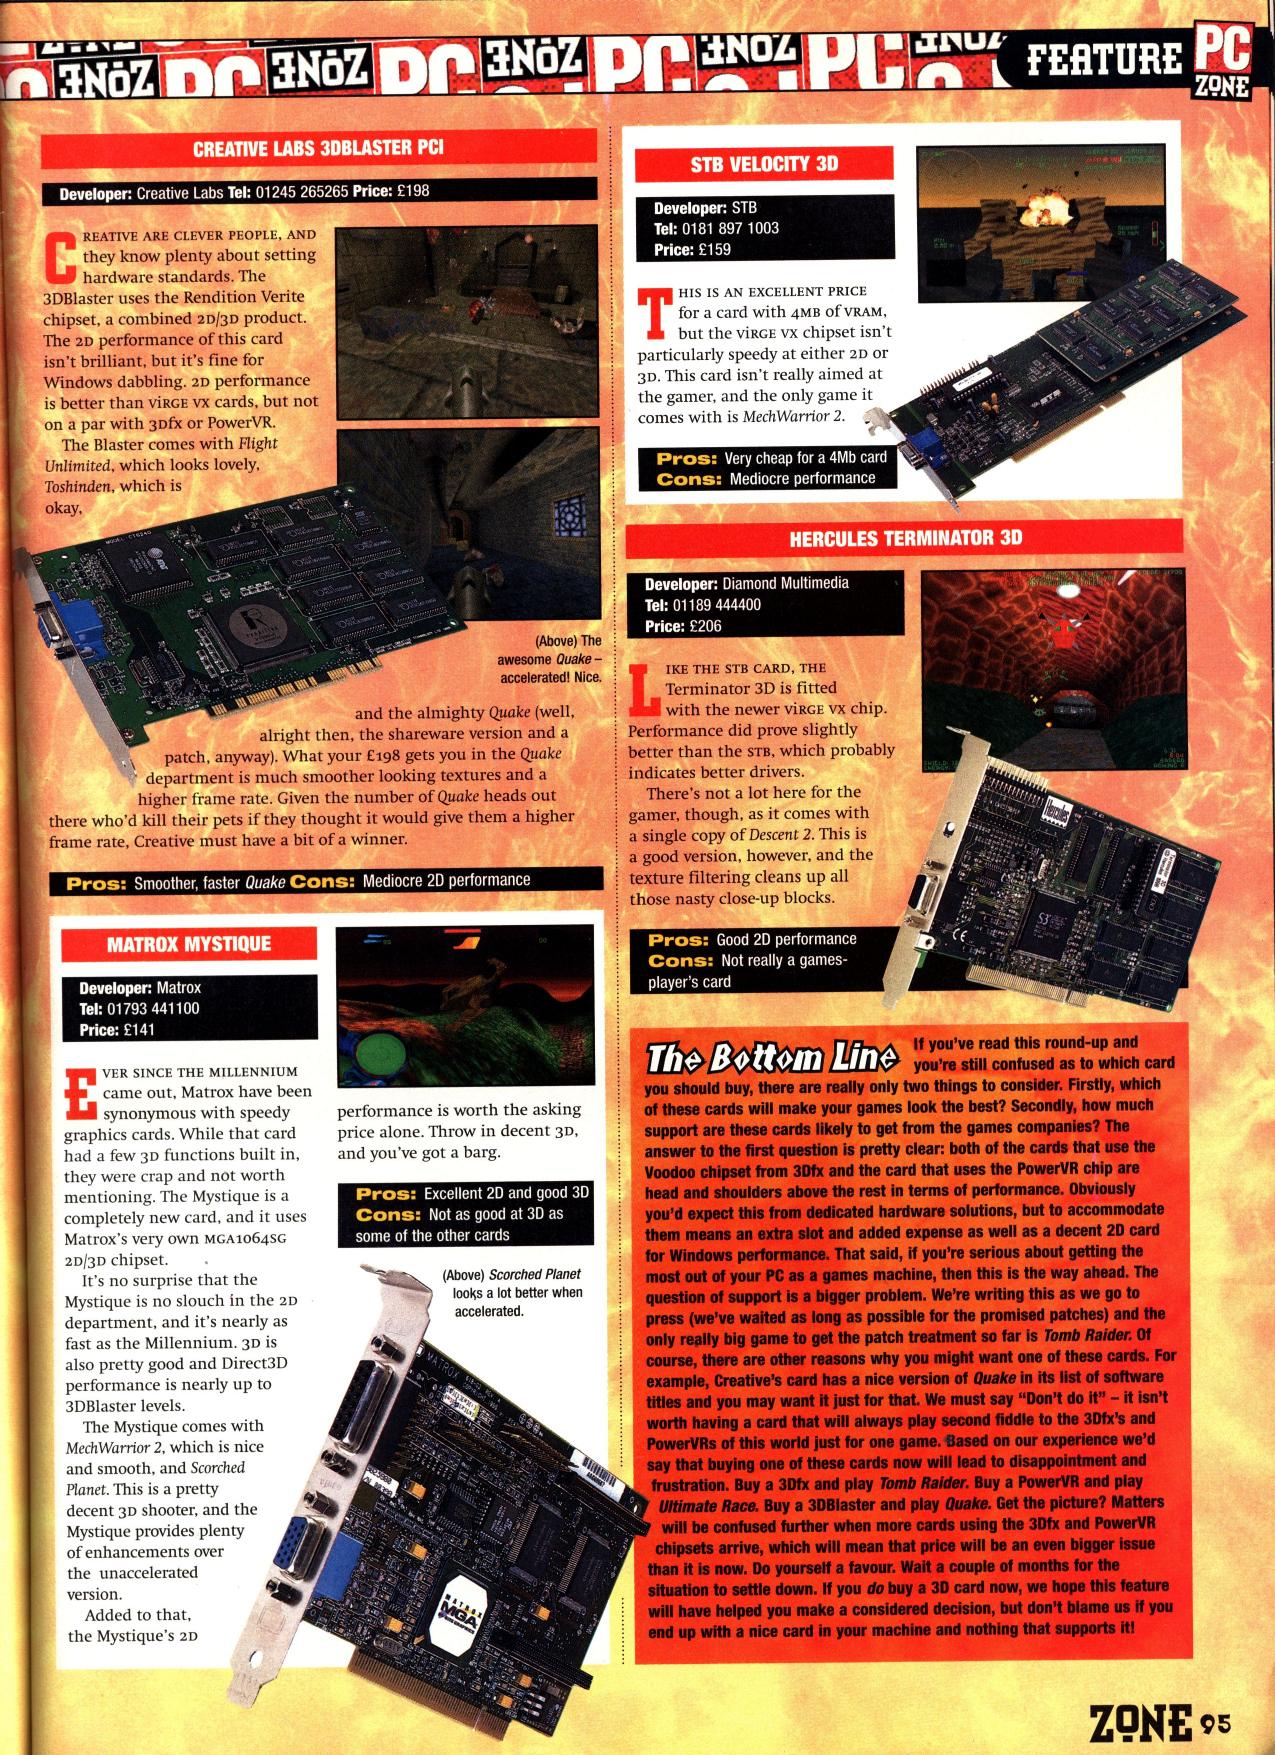 FEATURE
PC
ZONE
CREATIVE LABS 3DBLASTER PCI
Developer: Creative Labs Tel: 01245 265265 Price: £198
CREATIVE ARE CLEVER PEOPLE, AND
they know plenty about setting
hardware standards. The
3DBlaster uses the Rendition Verite
chipset, a combined 2D/3D product.
The 2D performance of this card
isn't brilliant, but it's fine for
Windows dabbling. 2D performance
is better than ViRGE VX cards, but not
on a par with 3Dfx or PowerVR.
The Blaster comes with Flight
Unlimited, which looks lovely,
Toshinden, which is
okay,
(Above) The
awesome Quake –
accelerated! Nice.
and the almighty Quake (well,
alright then, the shareware version and a
patch, anyway). What your £198 gets you in the Quake
department is much smoother looking textures and a
higher frame rate. Given the number of Quake heads out
there who'd kill their pets if they thought it would give them a higher
frame rate, Creative must have a bit of a winner.
Pros: Smoother, faster Quake Cons: Mediocre 2D performance
MATROX MYSTIQUE
Developer: Matrox
Tel: 01793 441100
Price: £141
EVER SINCE THE MILLENNIUM
came out, Matrox have been
synonymous with speedy
graphics cards. While that card
had a few 3D functions built in,
they were crap and not worth
mentioning. The Mystique is a
completely new card, and it uses
Matrox's very own MGA1064SG
2D/3D chipset.
It's no surprise that the
Mystique is no slouch in the 2D
department, and it's nearly as
fast as the Millennium. 3D is
also pretty good and Direct3D
performance is nearly up to
3DBlaster levels.
The Mystique comes with
MechWarrior 2, which is nice
and smooth, and Scorched
Planet. This is a pretty
decent 3D shooter, and the
Mystique provides plenty
of enhancements over
the unaccelerated
version.
Added to that,
the Mystique's 2D
performance is worth the asking
price alone. Throw in decent 3D,
and you've got a barg.
Pros: Excellent 2D and good 3D
Cons: Not as good at 3D as
some of the other cards
(Above) Scorched Planet
looks a lot better when
accelerated.
MATROX
MGA
STB VELOCITY 3D
Developer: STB
Tel: 0181 897 1003
Price: £159
THIS IS AN EXCELLENT PRICE
for a card with 4MB of VRAM,
but the ViRGE VX chipset isn't
particularly speedy at either 2D or
3D. This card isn't really aimed at
the gamer, and the only game it
comes with is MechWarrior 2.
Pros: Very cheap for a 4Mb card
Cons: Mediocre performance
HERCULES TERMINATOR 3D
Developer: Diamond Multimedia
Tel: 01189 444400
Price: £206
LIKE THE STB CARD, THE
Terminator 3D is fitted
with the newer ViRGE VX chip.
Performance did prove slightly
better than the STB, which probably
indicates better drivers.
There's not a lot here for the
gamer, though, as it comes with
a single copy of Descent 2. This is
a good version, however, and the
texture filtering cleans up all
those nasty close-up blocks.
Pros: Good 2D performance
Cons: Not really a games-
player's card
Hercules
S3
The Bottom Line If you've read this round-up and
you're still confused as to which card
you should buy, there are really only two things to consider. Firstly, which
of these cards will make your games look the best? Secondly, how much
support are these cards likely to get from the games companies? The
answer to the first question is pretty clear: both of the cards that use the
Voodoo chipset from 3Dfx and the card that uses the PowerVR chip are
head and shoulders above the rest in terms of performance. Obviously
you'd expect this from dedicated hardware solutions, but to accommodate
them means an extra slot and added expense as well as a decent 2D card
for Windows performance. That said, if you're serious about getting the
most out of your PC as a games machine, then this is the way ahead. The
question of support is a bigger problem. We're writing this as we go to
press (we've waited as long as possible for the promised patches) and the
only really big game to get the patch treatment so far is Tomb Raider. Of
course, there are other reasons why you might want one of these cards. For
example, Creative's card has a nice version of Quake in its list of software
titles and you may want it just for that. We must say “Don't do it” – it isn't
worth having a card that will always play second fiddle to the 3Dfx's and
PowerVRs of this world just for one game. Based on our experience we'd
say that buying one of these cards now will lead to disappointment and
frustration. Buy a 3Dfx and play Tomb Raider. Buy a PowerVR and play
Ultimate Race. Buy a 3DBlaster and play Quake. Get the picture? Matters
will be confused further when more cards using the 3Dfx and PowerVR
chipsets arrive, which will mean that price will be an even bigger issue
than it is now. Do yourself a favour. Wait a couple of months for the
situation to settle down. If you do buy a 3D card now, we hope this feature
will have helped you make a considered decision, but don't blame us if you
end up with a nice card in your machine and nothing that supports it!
ZONE 95